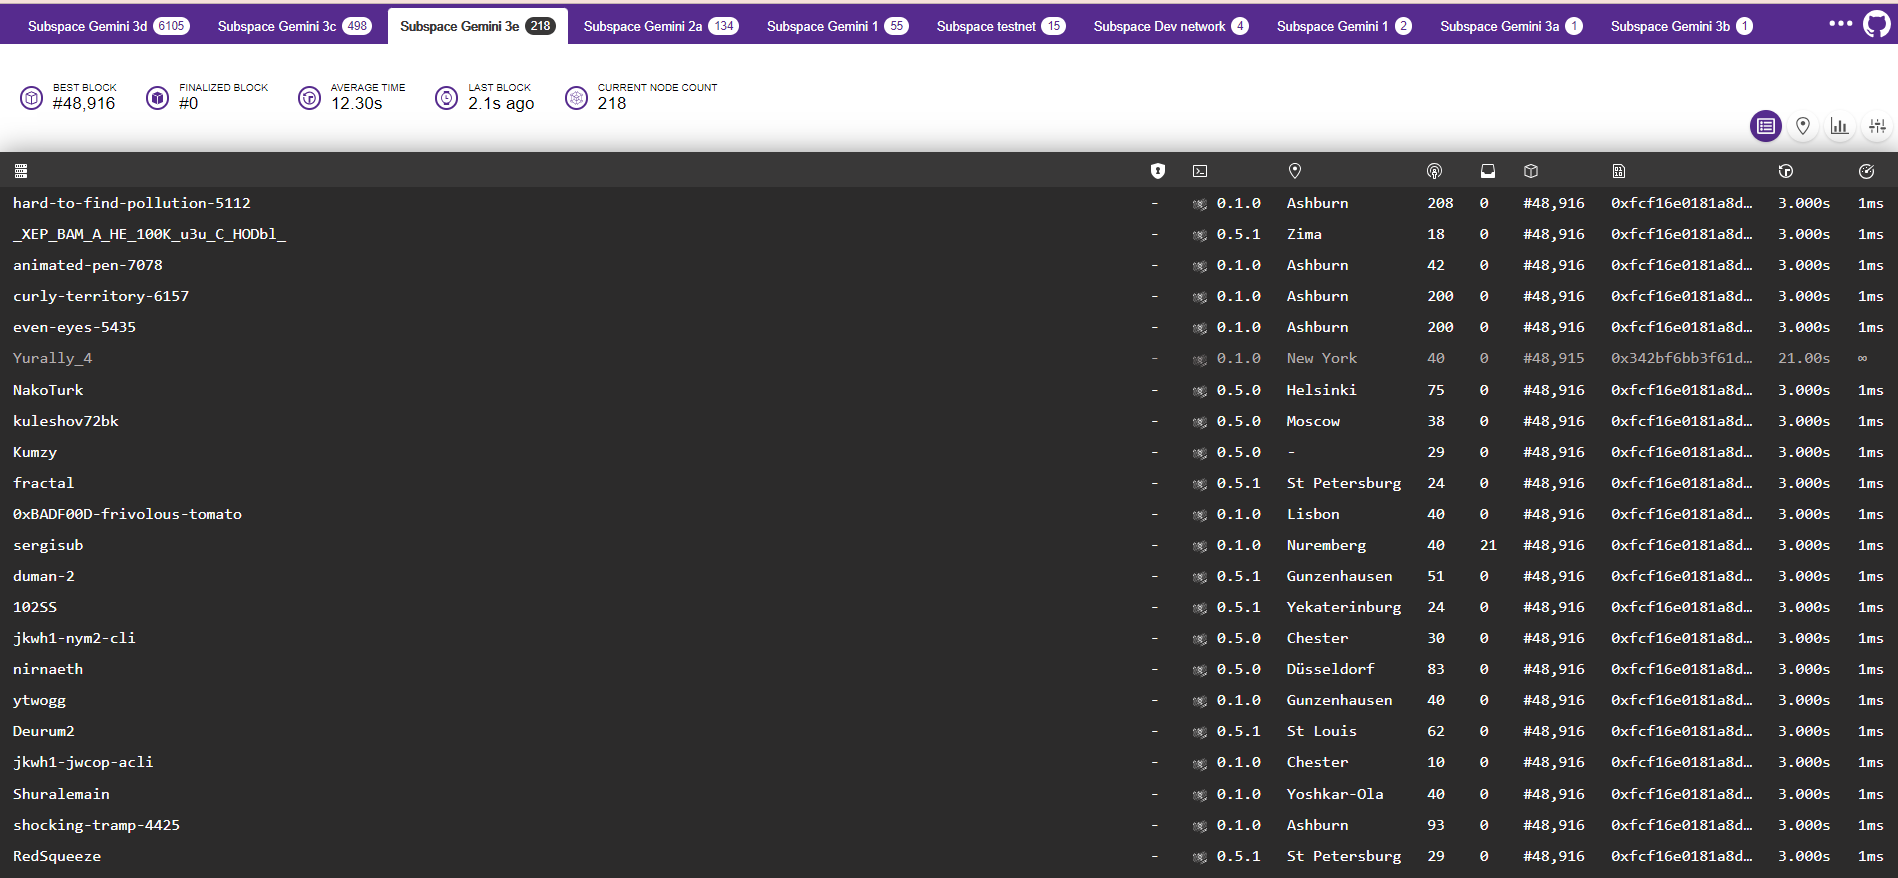 Subspace Gemini 3d 6105 Subspace Gemini 3c 498 Subspace Gemini 3e 218 Subspace Gemini 2a 134 Subspace Gemini 1 55 Subspace testnet 15 Subspace Dev network 4 Subspace Gemini 1 2 Subspace Gemini 3a 1 Subspace Gemini 3b 1
BEST BLOCK FINALIZED BLOCK AVERAGE TIME LAST BLOCK CURRENT NODE COUNT
#48,916 #0 12.30s 2.1s ago 218
hard-to-find-pollution-5112 - 0.1.0 Ashburn 208 0 #48,916 0xfcf16e0181a8d… 3.000s 1ms
_XEP_BAM_A_HE_100K_u3u_C_HODbl_ - 0.5.1 Zima 18 0 #48,916 0xfcf16e0181a8d… 3.000s 1ms
animated-pen-7078 - 0.1.0 Ashburn 42 0 #48,916 0xfcf16e0181a8d… 3.000s 1ms
curly-territory-6157 - 0.1.0 Ashburn 200 0 #48,916 0xfcf16e0181a8d… 3.000s 1ms
even-eyes-5435 - 0.1.0 Ashburn 200 0 #48,916 0xfcf16e0181a8d… 3.000s 1ms
Yurally_4 - 0.1.0 New York 40 0 #48,915 0x342bf6bb3f61d… 21.00s ∞
NakoTurk - 0.5.0 Helsinki 75 0 #48,916 0xfcf16e0181a8d… 3.000s 1ms
kuleshov72bk - 0.5.0 Moscow 38 0 #48,916 0xfcf16e0181a8d… 3.000s 1ms
Kumzy - 0.5.0 - 29 0 #48,916 0xfcf16e0181a8d… 3.000s 1ms
fractal - 0.5.1 St Petersburg 24 0 #48,916 0xfcf16e0181a8d… 3.000s 1ms
0xBADF00D-frivolous-tomato - 0.1.0 Lisbon 40 0 #48,916 0xfcf16e0181a8d… 3.000s 1ms
sergisub - 0.1.0 Nuremberg 40 21 #48,916 0xfcf16e0181a8d… 3.000s 1ms
duman-2 - 0.5.1 Gunzenhausen 51 0 #48,916 0xfcf16e0181a8d… 3.000s 1ms
102SS - 0.5.1 Yekaterinburg 24 0 #48,916 0xfcf16e0181a8d… 3.000s 1ms
jkwh1-nym2-cli - 0.5.0 Chester 30 0 #48,916 0xfcf16e0181a8d… 3.000s 1ms
nirnaeth - 0.5.0 Düsseldorf 83 0 #48,916 0xfcf16e0181a8d… 3.000s 1ms
ytwogg - 0.1.0 Gunzenhausen 40 0 #48,916 0xfcf16e0181a8d… 3.000s 1ms
Deurum2 - 0.5.1 St Louis 62 0 #48,916 0xfcf16e0181a8d… 3.000s 1ms
jkwh1-jwcop-acli - 0.1.0 Chester 10 0 #48,916 0xfcf16e0181a8d… 3.000s 1ms
Shuralemain - 0.1.0 Yoshkar-Ola 40 0 #48,916 0xfcf16e0181a8d… 3.000s 1ms
shocking-tramp-4425 - 0.1.0 Ashburn 93 0 #48,916 0xfcf16e0181a8d… 3.000s 1ms
RedSqueeze - 0.5.1 St Petersburg 29 0 #48,916 0xfcf16e0181a8d… 3.000s 1ms